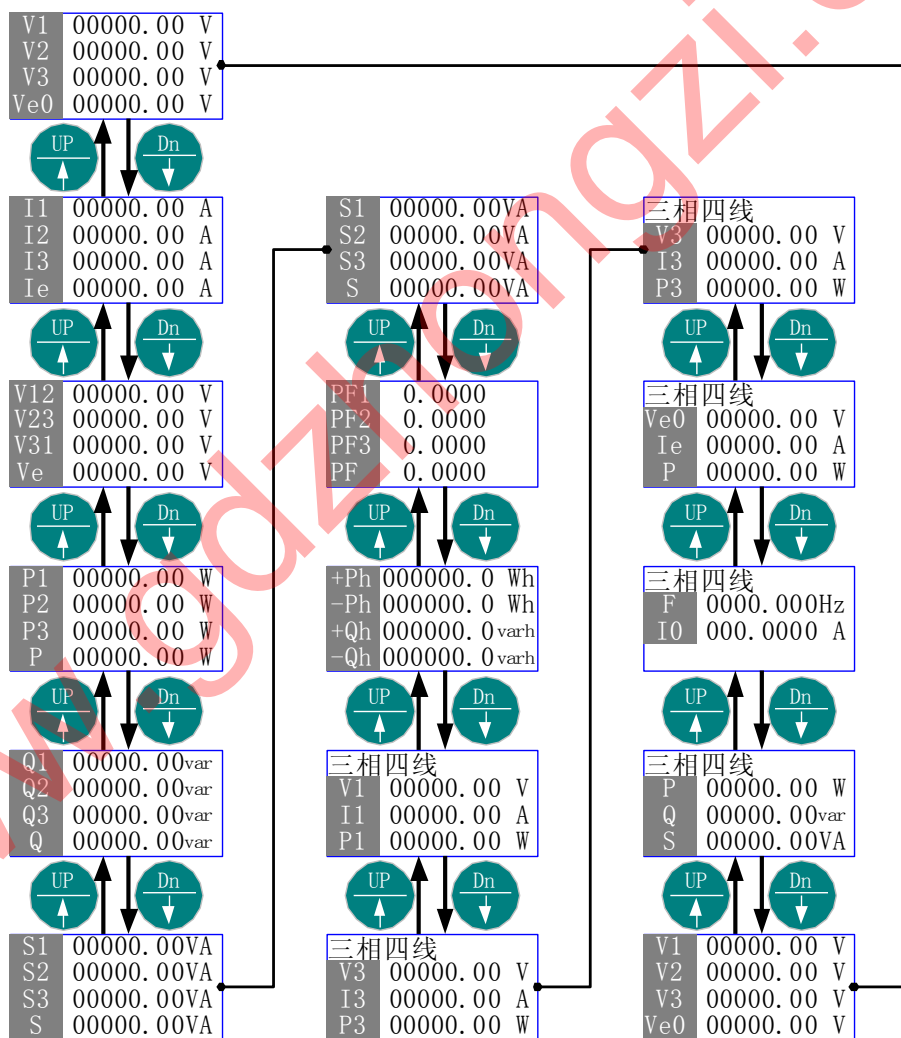 V1 00000.00 V
V2 00000.00 V
V3 00000.00 V
Ve0 00000.00 V
UP Dn
I1 00000.00 A
I2 00000.00 A
I3 00000.00 A
Ie 00000.00 A
UP Dn
V12 00000.00 V
V23 00000.00 V
V31 00000.00 V
Ve 00000.00 V
UP Dn
P1 00000.00 W
P2 00000.00 W
P3 00000.00 W
P 00000.00 W
UP Dn
Q1 00000.00var
Q2 00000.00var
Q3 00000.00var
Q 00000.00var
UP Dn
S1 00000.00VA
S2 00000.00VA
S3 00000.00VA
S 00000.00VA
S1 00000.00VA
S2 00000.00VA
S3 00000.00VA
S 00000.00VA
UP Dn
PF1 0.0000
PF2 0.0000
PF3 0.0000
PF 0.0000
UP Dn
+Ph 000000.0 Wh
-Ph 000000.0 Wh
+Qh 000000.0varh
-Qh 000000.0varh
UP Dn
三相四线
V1 00000.00 V
I1 00000.00 A
P1 00000.00 W
UP Dn
三相四线
V3 00000.00 V
I3 00000.00 A
P3 00000.00 W
三相四线
V3 00000.00 V
I3 00000.00 A
P3 00000.00 W
UP Dn
三相四线
Ve0 00000.00 V
Ie 00000.00 A
P 00000.00 W
UP Dn
三相四线
F 0000.000Hz
I0 000.0000 A
UP Dn
三相四线
P 00000.00 W
Q 00000.00var
S 00000.00VA
UP Dn
V1 00000.00 V
V2 00000.00 V
V3 00000.00 V
Ve0 00000.00 V
w.gdzhongzi.c